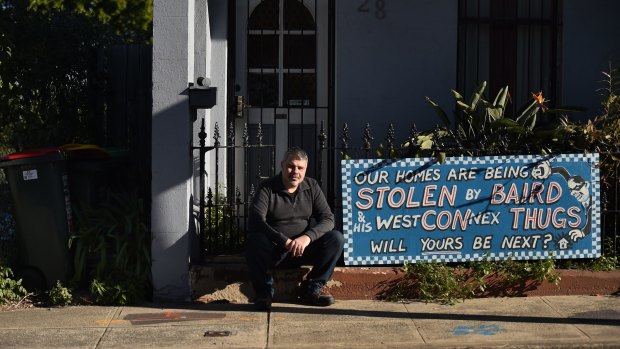 28
OUR HOMES ARE BEING
STOLEN BY BAIRD
& HIS WESTCONNEX THUGS
WILL YOURS BE NEXT?